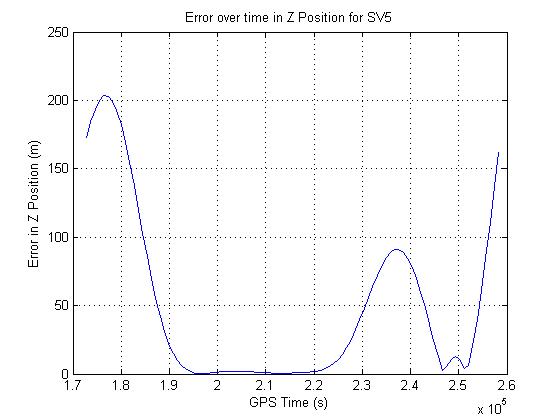 Error over time in Z Position for SV5
250
200
150
100
50
0
Error in Z Position (m)
1.7 1.8 1.9 2 2.1 2.2 2.3 2.4 2.5 2.6
GPS Time (s)
x 10^5